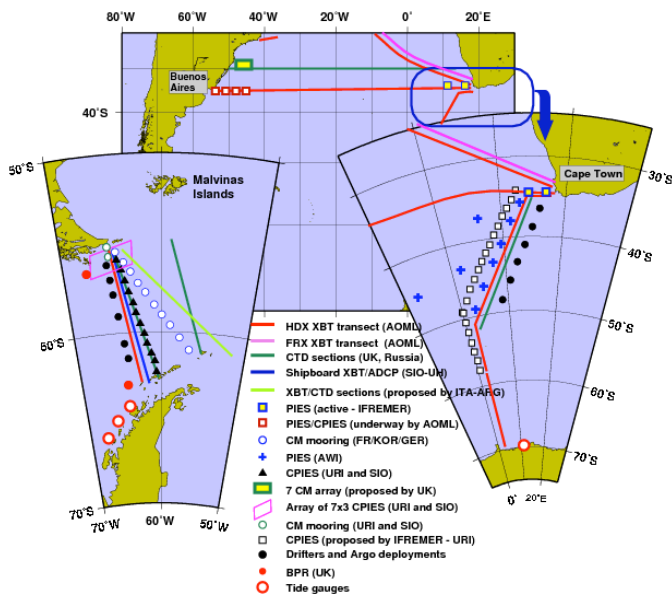 80°W 60°W 40°W 20°W 0° 20°E
Buenos
Aires
40°S
50°S
Malvinas
Islands
60°S
70°S
70°W
60°W
50°W
Cape Town
30°S
40°S
50°S
60°S
70°S
0° 20°E
HDX XBT transect (AOML)
FRX XBT transect (AOML)
CTD sections (UK, Russia)
Shipboard XBT/ADCP (SIO-UH)
XBT/CTD sections (proposed by ITA-ARG)
PIES (active - IFREMER)
PIES/CPIES (underway by AOML)
CM mooring (FR/KOR/GER)
PIES (AWI)
CPIES (URI and SIO)
7 CM array (proposed by UK)
Array of 7x3 CPIES (URI and SIO)
CM mooring (URI and SIO)
CPIES (proposed by IFREMER - URI)
Drifters and Argo deployments
BPR (UK)
Tide gauges